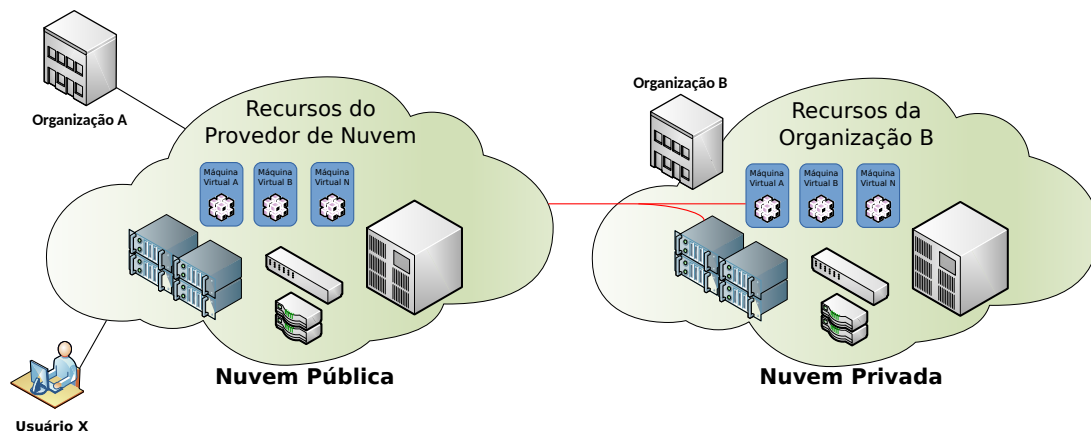 Organização A
Recursos do
Provedor de Nuvem
Máquina
Virtual A
Máquina
Virtual B
Máquina
Virtual N
Nuvem Pública
Usuário X
Organização B
Recursos da
Organização B
Máquina
Virtual A
Máquina
Virtual B
Máquina
Virtual N
Nuvem Privada